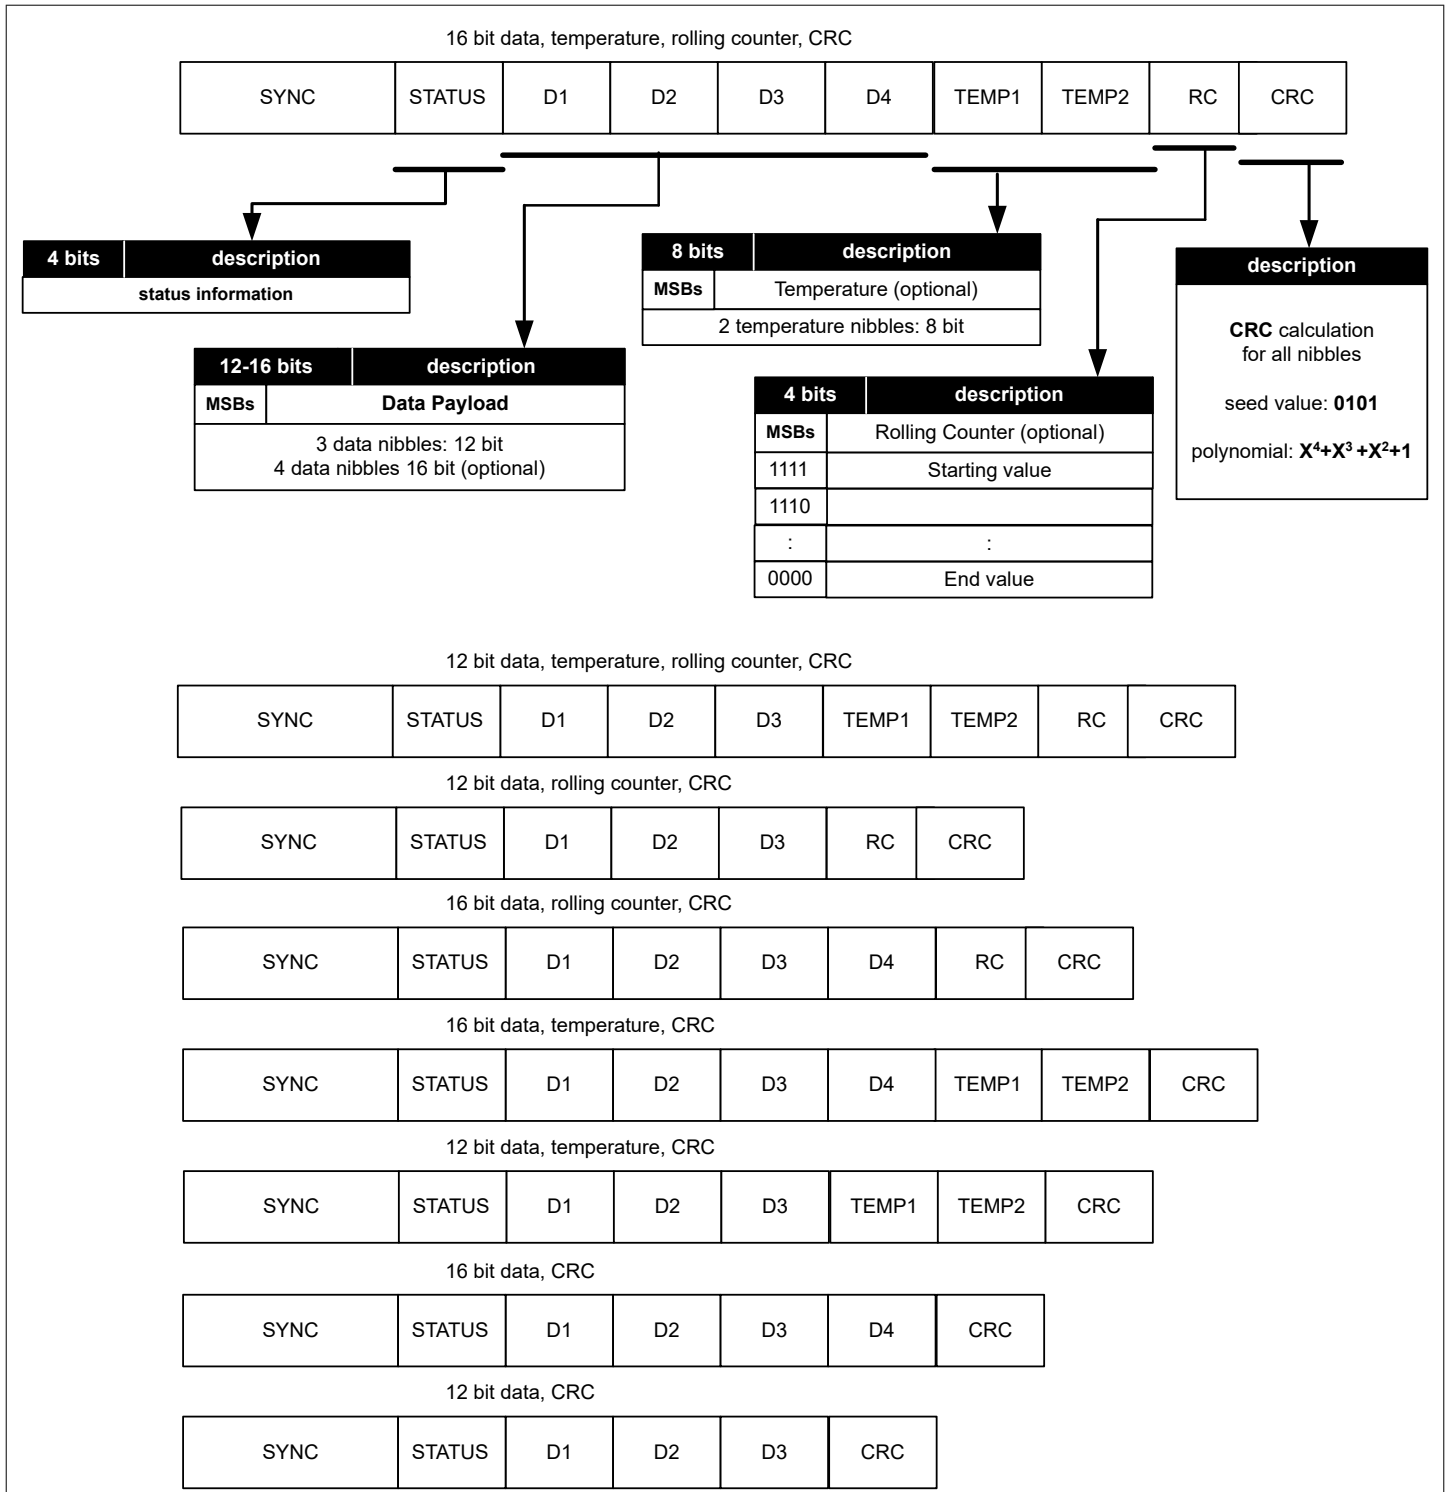 16 bit data, temperature, rolling counter, CRC
SYNC STATUS D1 D2 D3 D4 TEMP1 TEMP2 RC CRC
4 bits description
status information
12-16 bits description
MSBs Data Payload
3 data nibbles: 12 bit
4 data nibbles 16 bit (optional)
8 bits description
MSBs Temperature (optional)
2 temperature nibbles: 8 bit
4 bits description
MSBs Rolling Counter (optional)
1111 Starting value
1110
: :
0000 End value
description
CRC calculation
for all nibbles
seed value: 0101
polynomial: X⁴+X³+X²+1
12 bit data, temperature, rolling counter, CRC
SYNC STATUS D1 D2 D3 TEMP1 TEMP2 RC CRC
12 bit data, rolling counter, CRC
SYNC STATUS D1 D2 D3 RC CRC
16 bit data, rolling counter, CRC
SYNC STATUS D1 D2 D3 D4 RC CRC
16 bit data, temperature, CRC
SYNC STATUS D1 D2 D3 D4 TEMP1 TEMP2 CRC
12 bit data, temperature, CRC
SYNC STATUS D1 D2 D3 TEMP1 TEMP2 CRC
16 bit data, CRC
SYNC STATUS D1 D2 D3 D4 CRC
12 bit data, CRC
SYNC STATUS D1 D2 D3 CRC